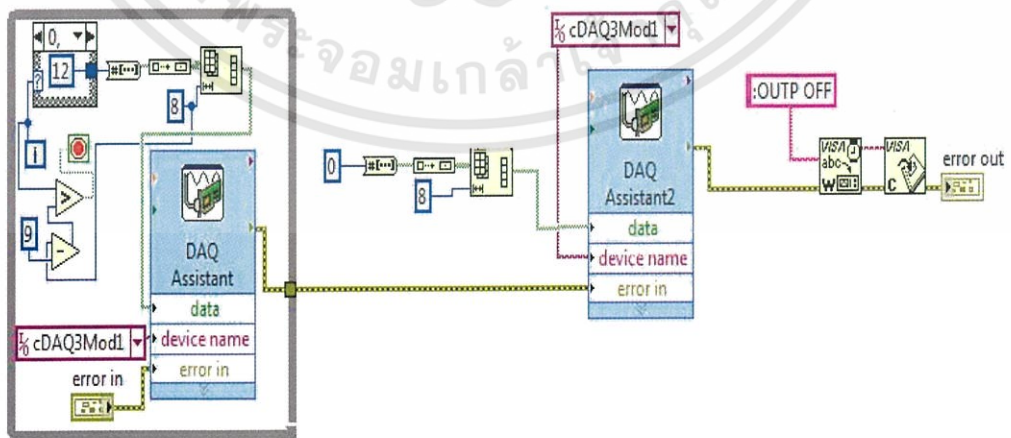 0,
12
#[...]
8
?
i
>
9
-
DAQ
Assistant
data
device name
error in
I/O cDAQ3Mod1
error in
I/O cDAQ3Mod1
0
#[...]
8
DAQ
Assistant2
data
device name
error in
:OUTP OFF
VISA
abc
W
VISA
C
error out